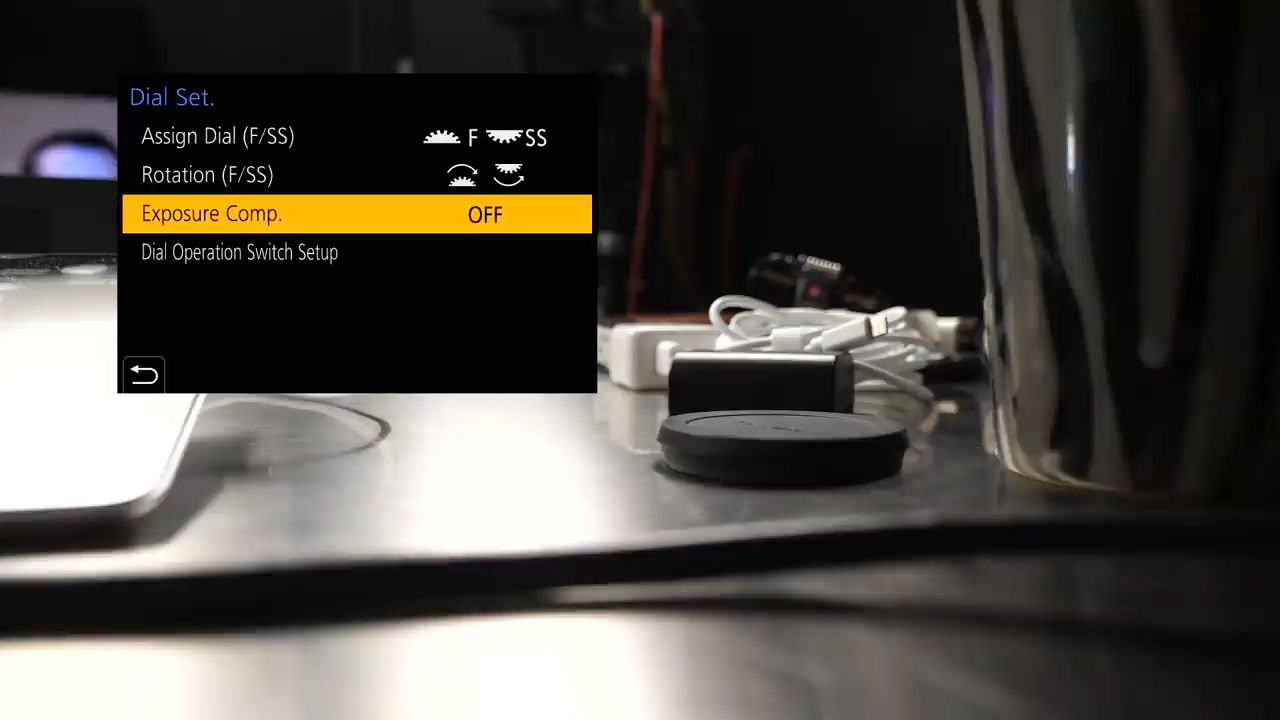 Dial Set.
Assign Dial (F/SS) F SS
Rotation (F/SS)
Exposure Comp. OFF
Dial Operation Switch Setup